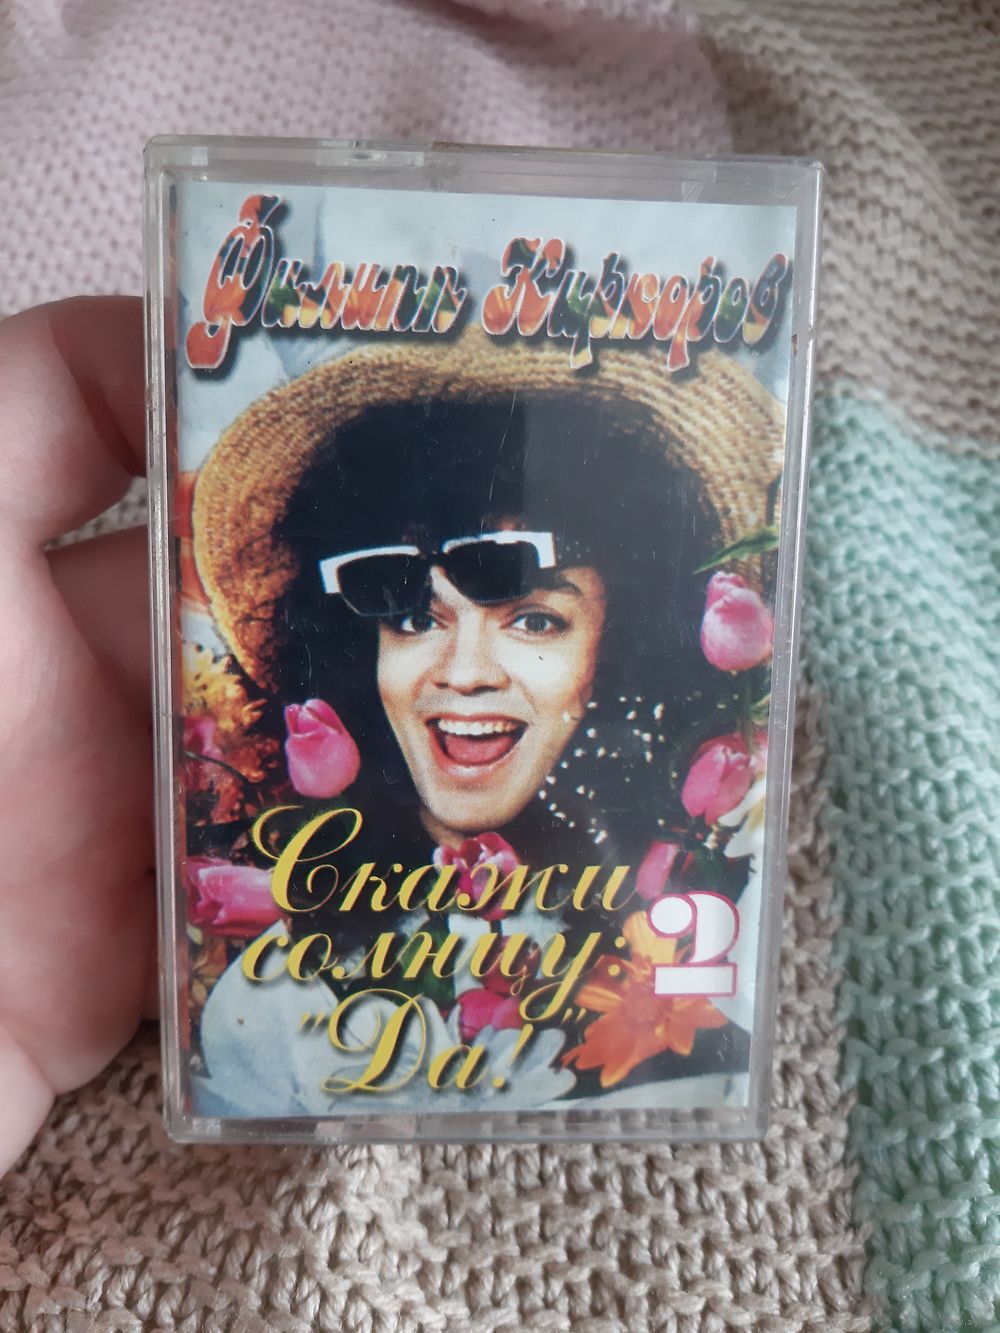 Филипп Киркоров
Скажи
солнцу: 2
"Да!"